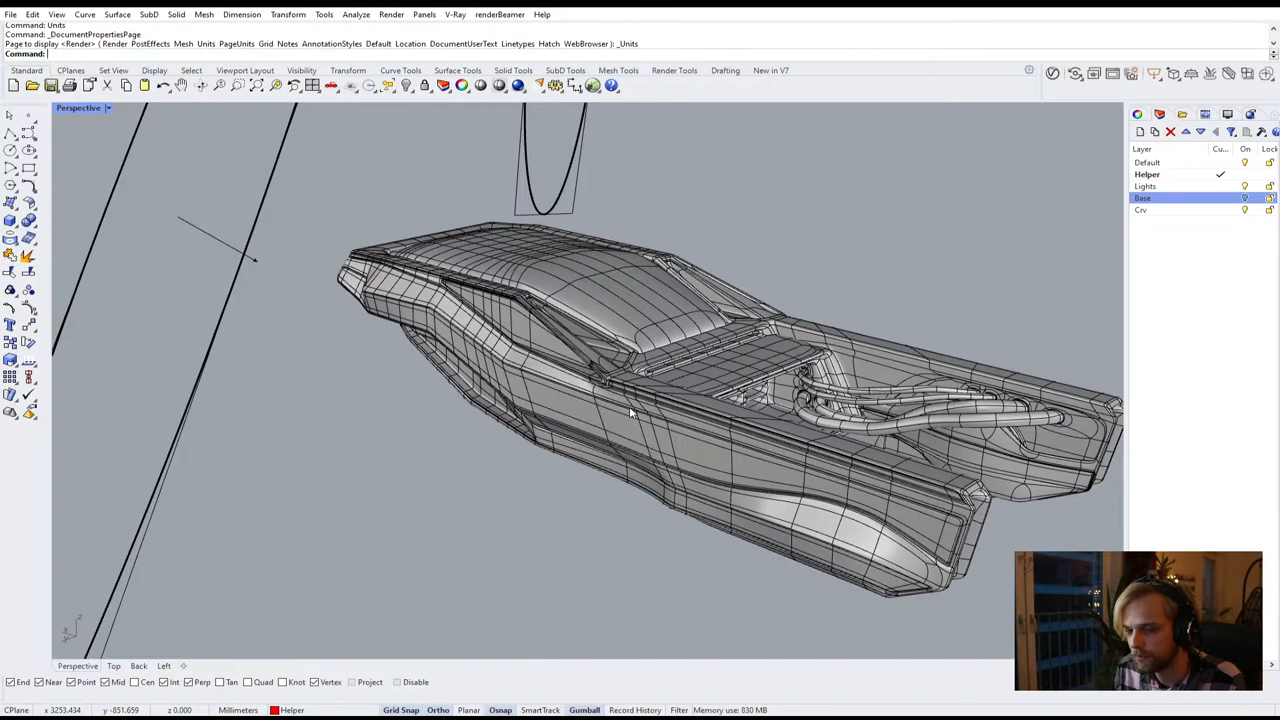 File Edit View Curve Surface SubD Solid Mesh Dimension Transform Tools Analyze Render Panels V-Ray renderBeamer Window Help
Command: Units
Command: _DocumentPropertiesPage
Page to display <Render> ( Render PostEffects Mesh Units PageUnits Grid Notes AnnotationStyles Default Location DocumentUserText Linetypes Hatch WebBrowser ): _Units
Command:
Standard CPlanes Set View Display Select Viewport Layout Visibility Transform Curve Tools Surface Tools Solid Tools SubD Tools Mesh Tools Render Tools Drafting New in V7
Perspective
Layer Cu... On Lock
Default
Helper
Lights
Base
Crv
z
x
y
Perspective Top Back Left
End Near Point Mid Cen Int Perp Tan Quad Knot Vertex Project Disable
CPlane x 3253.434 y -851.659 z 0.000 Millimeters Helper Grid Snap Ortho Planar Osnap SmartTrack Gumball Record History Filter Memory use: 830 MB